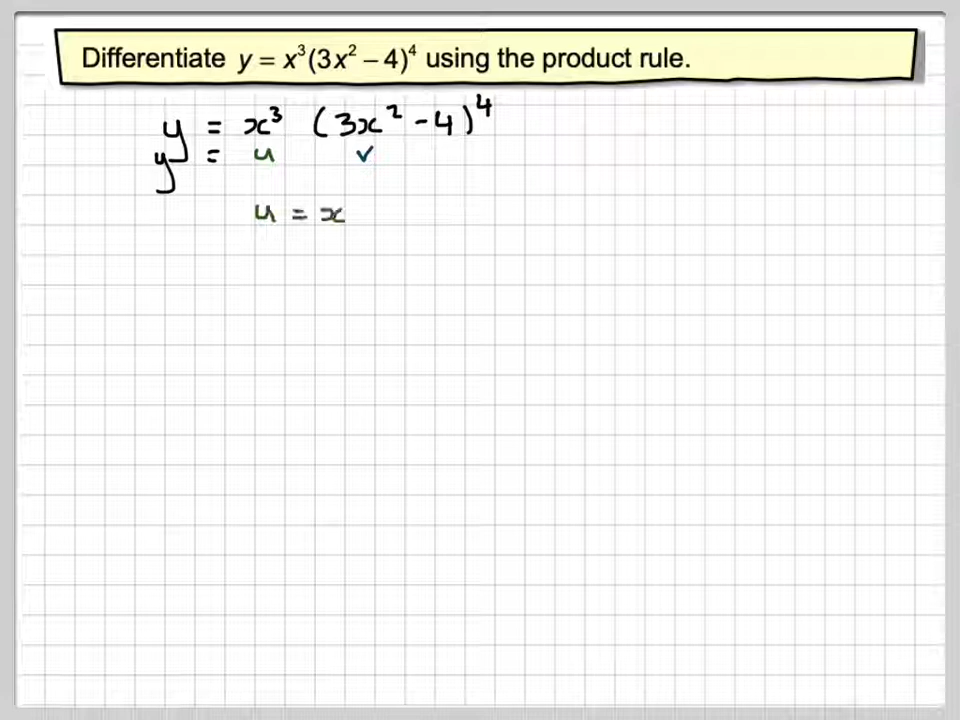 Differentiate y = x³(3x² – 4)⁴ using the product rule.
y = x³ (3x² - 4)⁴
y = u v
u = x